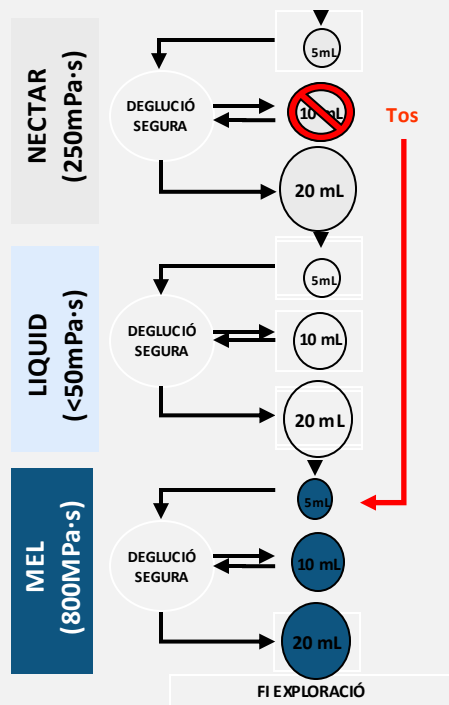 NECTAR
(250mPa·s)
5mL
DEGLUCIÓ
SEGURA
10 mL
Tos
20 mL
LIQUID
(<50mPa·s)
5mL
DEGLUCIÓ
SEGURA
10 mL
20 mL
MEL
(800MPa·s)
5mL
DEGLUCIÓ
SEGURA
10 mL
20 mL
FI EXPLORACIÓ